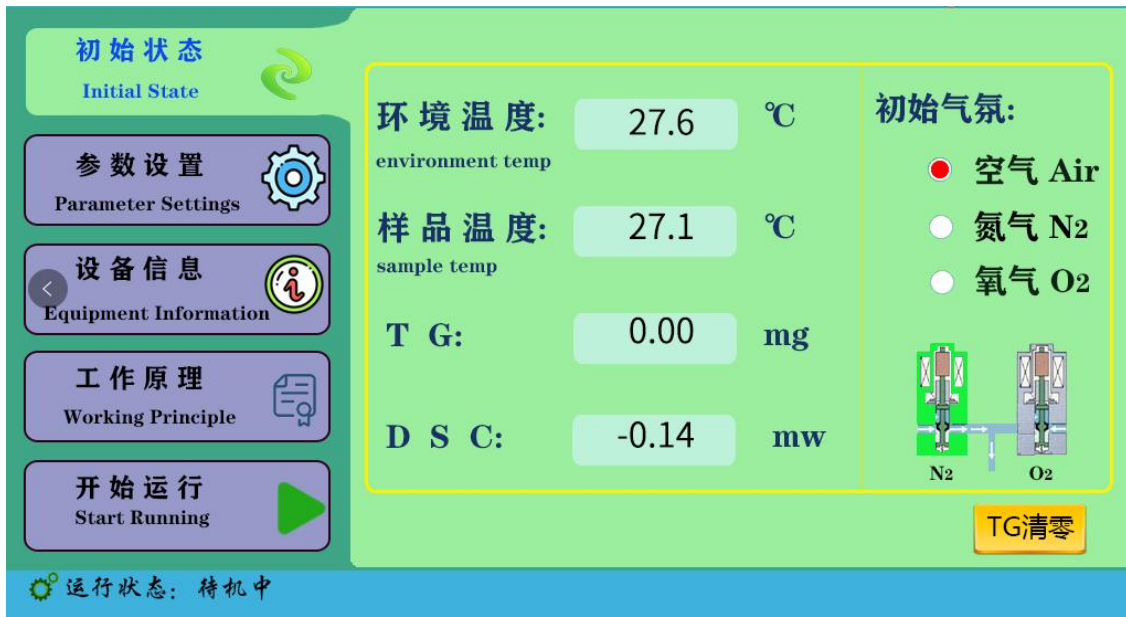 初始状态
Initial State
参数设置
Parameter Settings
设备信息
Equipment Information
工作原理
Working Principle
开始运行
Start Running
环境温度: 27.6 ℃
environment temp
样品温度: 27.1 ℃
sample temp
T G: 0.00 mg
D S C: -0.14 mw
初始气氛:
空气 Air
氮气 N2
氧气 O2
N2 O2
TG清零
运行状态: 待机中